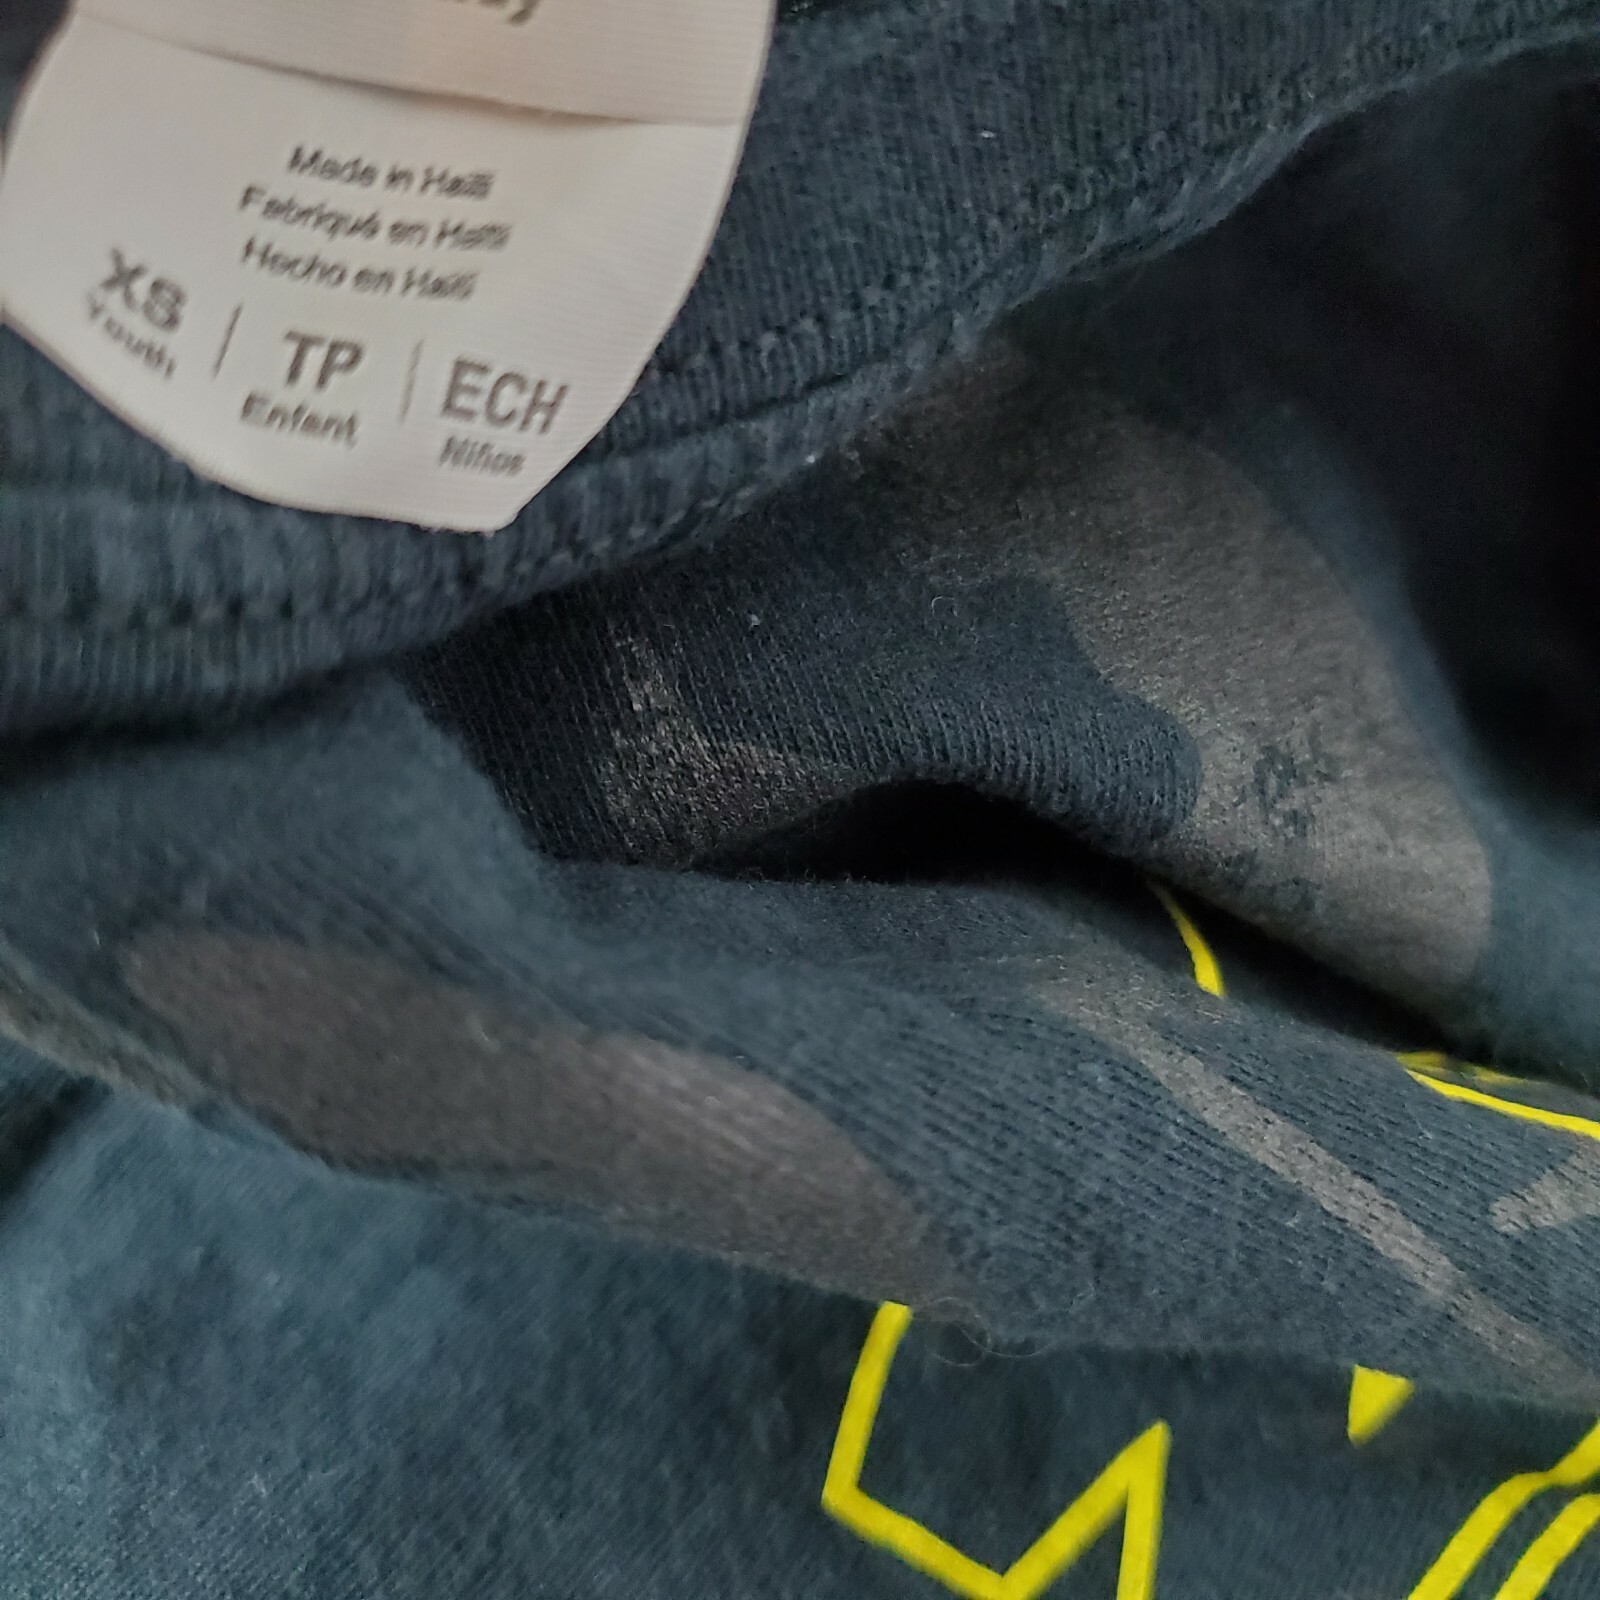 Made in Haiti
Fabriqué en Haïti
Hecho en Haití
XS | TP | ECH
Youth Enfant Niños